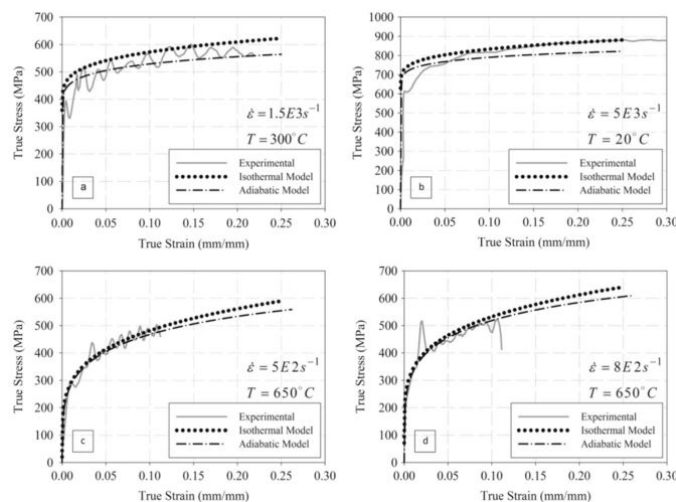 700
600
500
400
300
200
100
0
True Stress (MPa)
ε̇ = 1.5E3s⁻¹
T = 300°C
Experimental
Isothermal Model
Adiabatic Model
a
0.00 0.05 0.10 0.15 0.20 0.25 0.30
True Strain (mm/mm)
1000
900
800
700
600
500
400
300
200
100
0
True Stress (MPa)
ε̇ = 5E3s⁻¹
T = 20°C
Experimental
Isothermal Model
Adiabatic Model
b
0.00 0.05 0.10 0.15 0.20 0.25 0.30
True Strain (mm/mm)
700
600
500
400
300
200
100
0
True Stress (MPa)
ε̇ = 5E2s⁻¹
T = 650°C
Experimental
Isothermal Model
Adiabatic Model
c
0.00 0.05 0.10 0.15 0.20 0.25 0.30
True Strain (mm/mm)
700
600
500
400
300
200
100
0
True Stress (MPa)
ε̇ = 8E2s⁻¹
T = 650°C
Experimental
Isothermal Model
Adiabatic Model
d
0.00 0.05 0.10 0.15 0.20 0.25 0.30
True Strain (mm/mm)